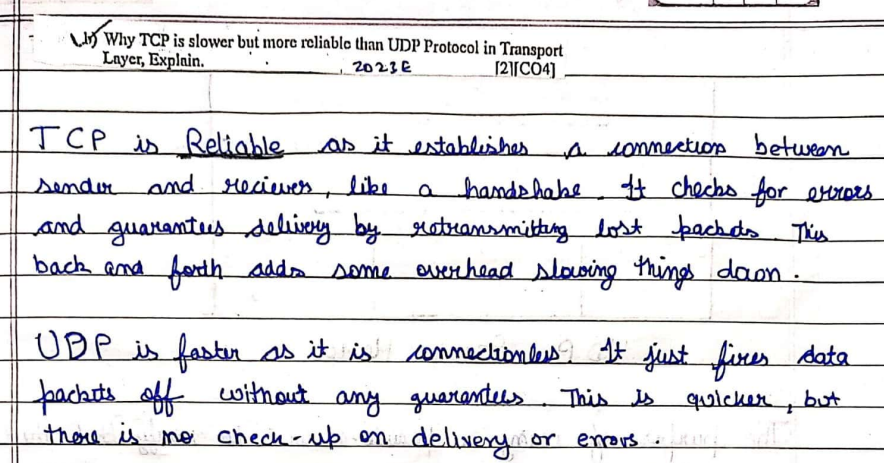 b) Why TCP is slower but more reliable than UDP Protocol in Transport
Layer, Explain. 2023E [2][CO4]
TCP is Reliable as it establishes a connection between
sender and reciever, like a handshake. It checks for errors
and guarantees delivery by retransmitting lost packets This
back and forth adds some overhead slowing things down.
UDP is faster as it is connectionless. It just fires data
packets off without any guarantees. This is quicker, but
there is no check-up on delivery or errors.